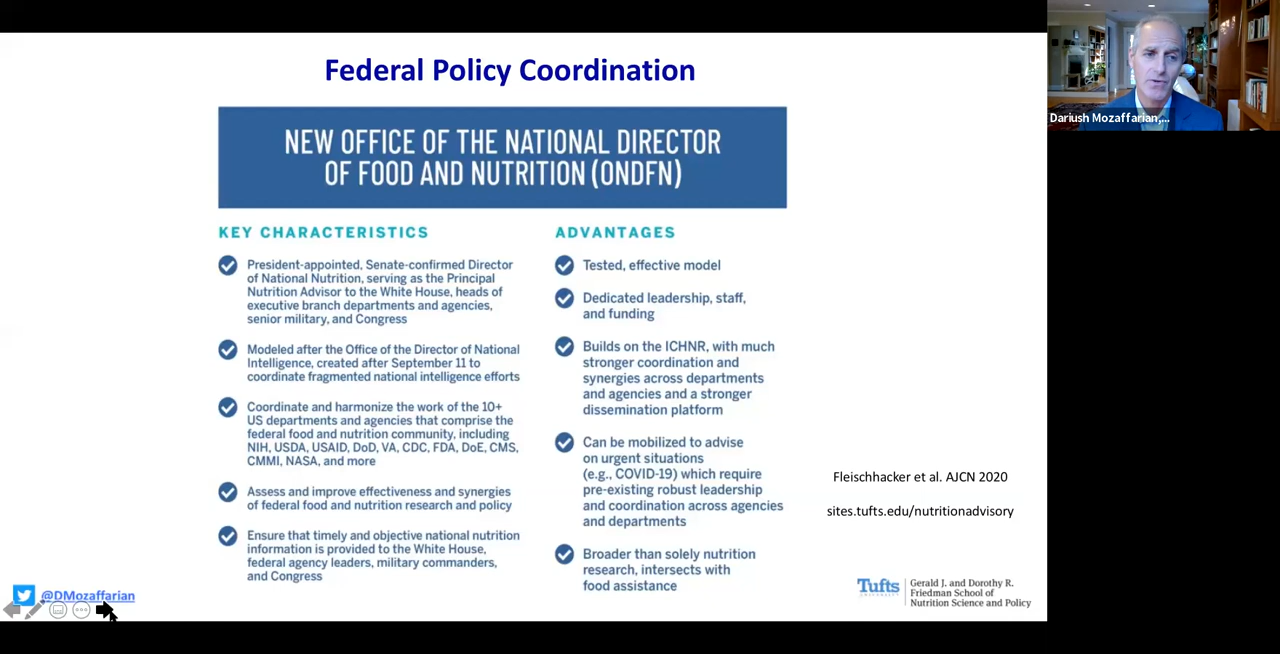 Federal Policy Coordination
NEW OFFICE OF THE NATIONAL DIRECTOR
OF FOOD AND NUTRITION (ONDFN)
KEY CHARACTERISTICS
President-appointed, Senate-confirmed Director
of National Nutrition, serving as the Principal
Nutrition Advisor to the White House, heads of
executive branch departments and agencies,
senior military, and Congress
Modeled after the Office of the Director of National
Intelligence, created after September 11 to
coordinate fragmented national intelligence efforts
Coordinate and harmonize the work of the 10+
US departments and agencies that comprise the
federal food and nutrition community, including
NIH, USDA, USAID, DoD, VA, CDC, FDA, DoE, CMS,
CMMI, NASA, and more
Assess and improve effectiveness and synergies
of federal food and nutrition research and policy
Ensure that timely and objective national nutrition
information is provided to the White House,
federal agency leaders, military commanders,
and Congress
ADVANTAGES
Tested, effective model
Dedicated leadership, staff,
and funding
Builds on the ICHNR, with much
stronger coordination and
synergies across departments
and agencies and a stronger
dissemination platform
Can be mobilized to advise
on urgent situations
(e.g., COVID-19) which require
pre-existing robust leadership
and coordination across agencies
and departments
Broader than solely nutrition
research, intersects with
food assistance
Fleischhacker et al. AJCN 2020
sites.tufts.edu/nutritionadvisory
@DMozaffarian
Tufts
UNIVERSITY
Gerald J. and Dorothy R.
Friedman School of
Nutrition Science and Policy
Dariush Mozaffarian,...